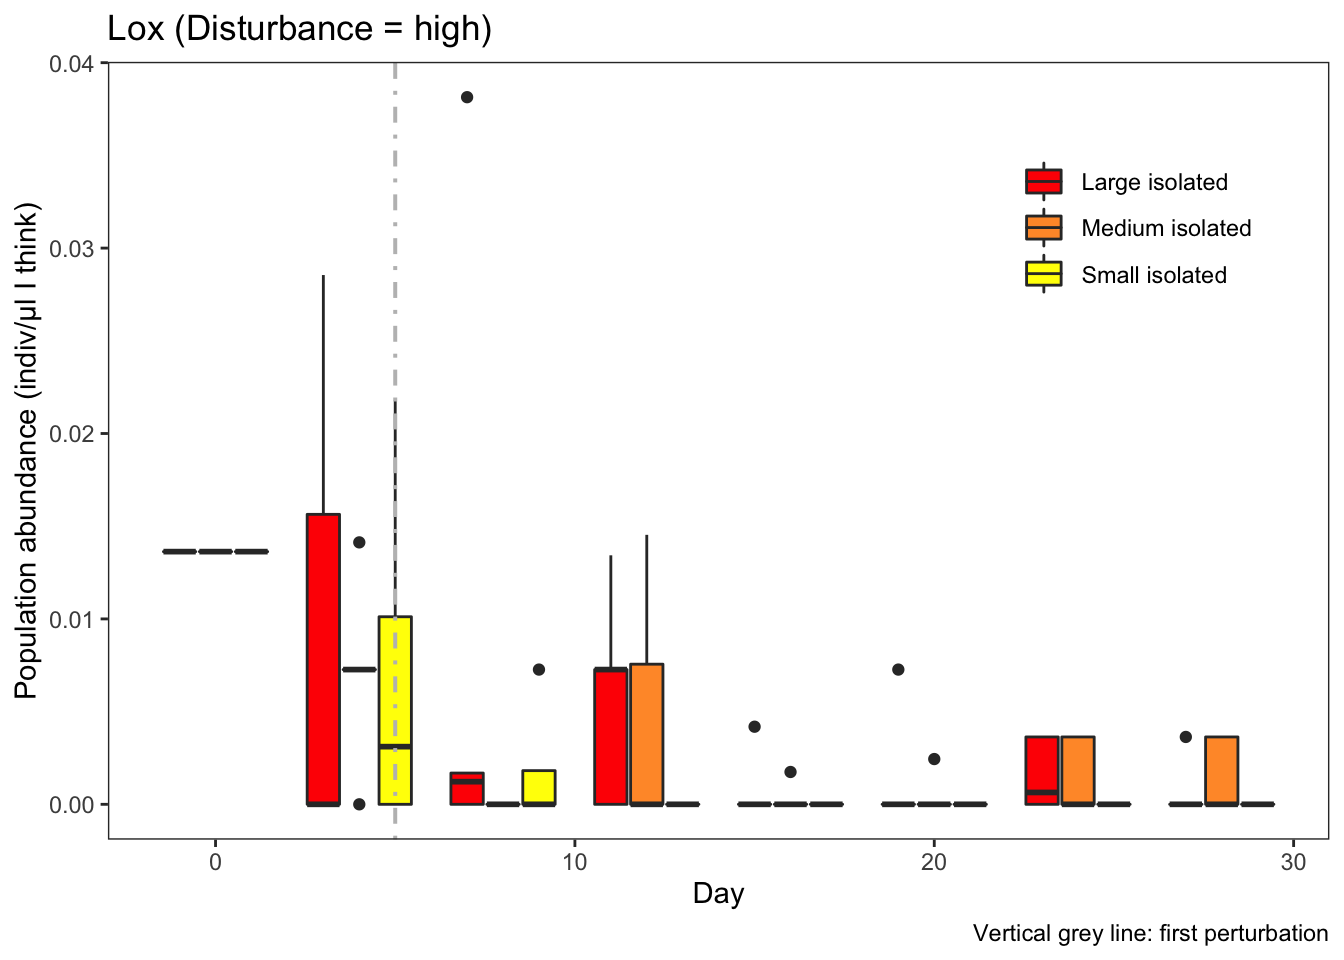 Lox (Disturbance = high)
0.04
0.03
0.02
0.01
0.00
Population abundance (indiv/μl I think)
Large isolated
Medium isolated
Small isolated
0
10
20
30
Day
Vertical grey line: first perturbation